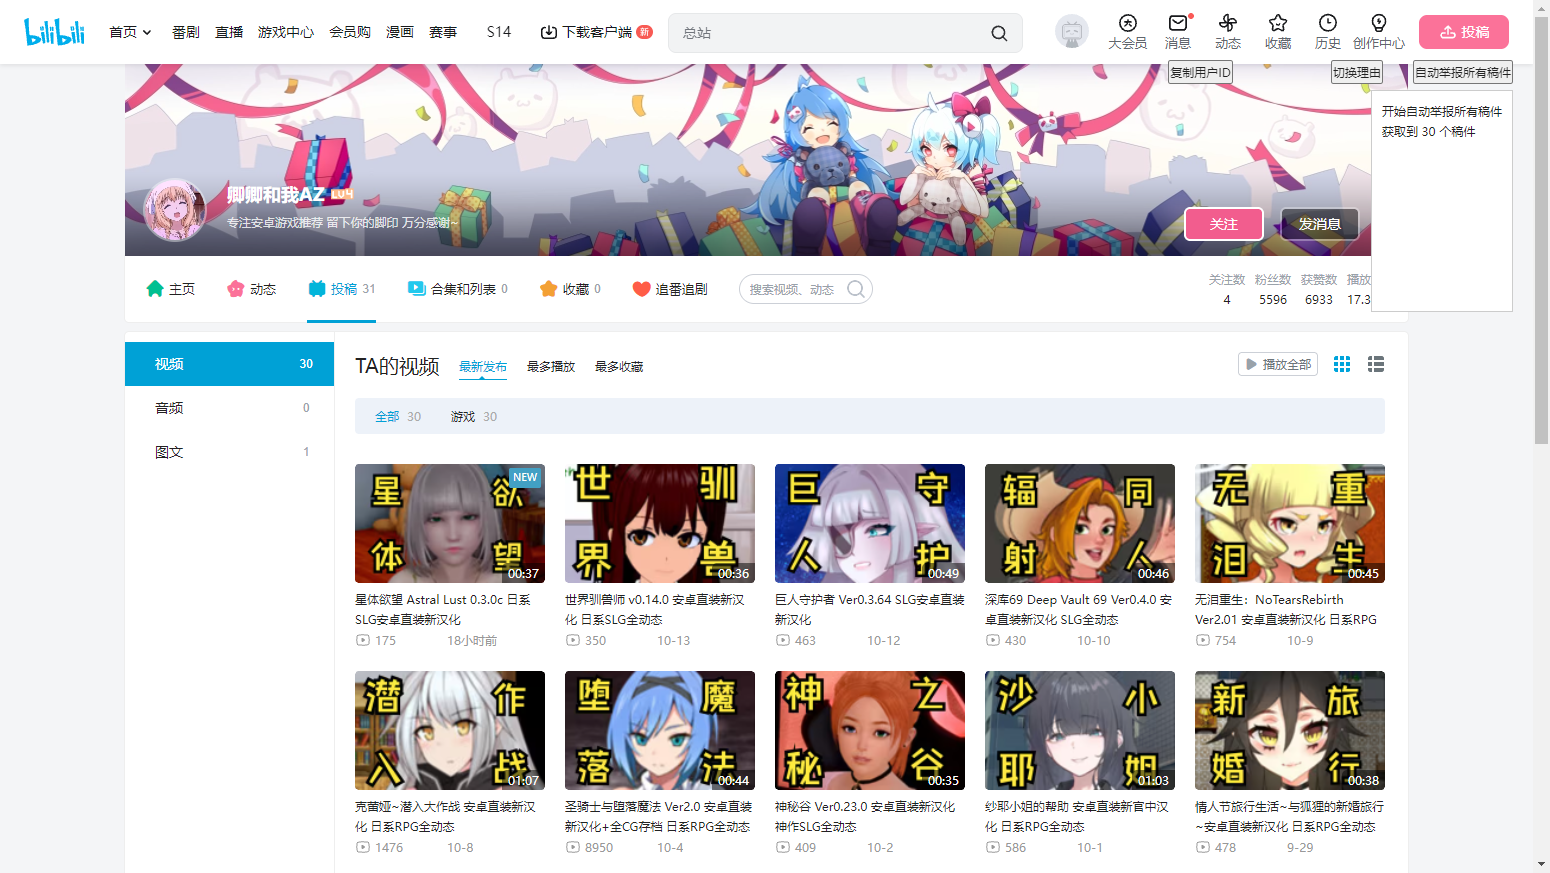 bilibili
首页
番剧
直播
游戏中心
会员购
漫画
赛事
S14
下载客户端 新
总站
大会员
消息
动态
收藏
历史
创作中心
投稿
复制用户ID
切换理由
自动举报所有稿件
开始自动举报所有稿件
获取到 30 个稿件
卿卿和我AZ LV4
专注安卓游戏推荐 留下你的脚印 万分感谢~
关注
发消息
主页
动态
投稿 31
合集和列表 0
收藏 0
追番追剧
搜索视频、动态
关注数 粉丝数 获赞数 播放
4 5596 6933 17.3
视频 30
音频 0
图文 1
TA的视频
最新发布
最多播放
最多收藏
播放全部
全部 30
游戏 30
星 欲
体 望
NEW
00:37
世 驯
界 兽
00:36
巨 守
人 护
00:49
辐 同
射 人
00:46
无 重
泪 生
00:45
星体欲望 Astral Lust 0.3.0c 日系
SLG安卓直装新汉化
175 18小时前
世界驯兽师 v0.14.0 安卓直装新汉
化 日系SLG全动态
350 10-13
巨人守护者 Ver0.3.64 SLG安卓直装
新汉化
463 10-12
深库69 Deep Vault 69 Ver0.4.0 安
卓直装新汉化 SLG全动态
430 10-10
无泪重生：NoTearsRebirth
Ver2.01 安卓直装新汉化 日系RPG
754 10-9
潜 作
入 战
01:07
堕 魔
落 法
00:44
神 之
秘 谷
00:35
沙 小
耶 姐
01:03
新 旅
婚 行
00:38
克蕾娅~潜入大作战 安卓直装新汉
化 日系RPG全动态
1476 10-8
圣骑士与堕落魔法 Ver2.0 安卓直装
新汉化+全CG存档 日系RPG全动态
8950 10-4
神秘谷 Ver0.23.0 安卓直装新汉化
神作SLG全动态
409 10-2
纱耶小姐的帮助 安卓直装新官中汉
化 日系RPG全动态
586 10-1
情人节旅行生活~与狐狸的新婚旅行
~安卓直装新汉化 日系RPG全动态
478 9-29